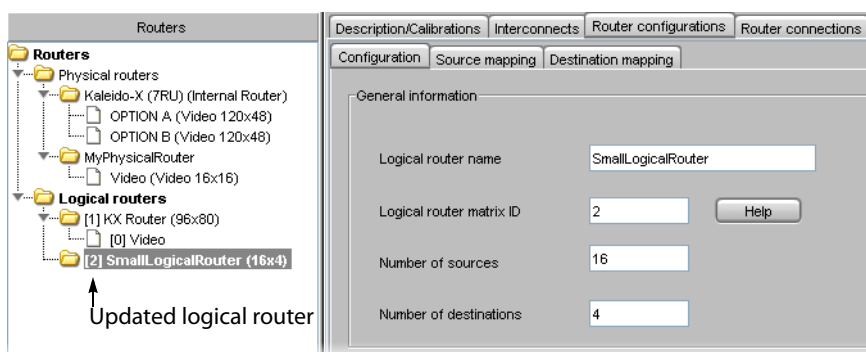 Routers
Routers
Physical routers
Kaleido-X (7RU) (Internal Router)
OPTION A (Video 120x48)
OPTION B (Video 120x48)
MyPhysicalRouter
Video (Video 16x16)
Logical routers
[1] KX Router (96x80)
[0] Video
[2] SmallLogicalRouter (16x4)
Updated logical router
Description/Calibrations Interconnects Router configurations Router connections
Configuration Source mapping Destination mapping
General information
Logical router name SmallLogicalRouter
Logical router matrix ID 2 Help
Number of sources 16
Number of destinations 4